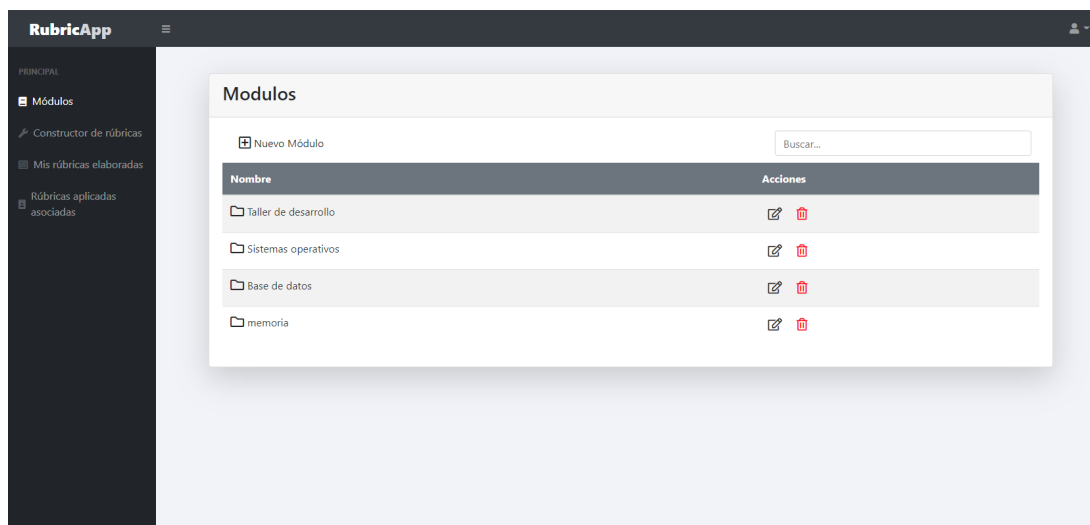 RubricApp
PRINCIPAL
Módulos
Constructor de rúbricas
Mis rúbricas elaboradas
Rúbricas aplicadas
asociadas
Modulos
Nuevo Módulo
Buscar...
Nombre Acciones
Taller de desarrollo
Sistemas operativos
Base de datos
memoria